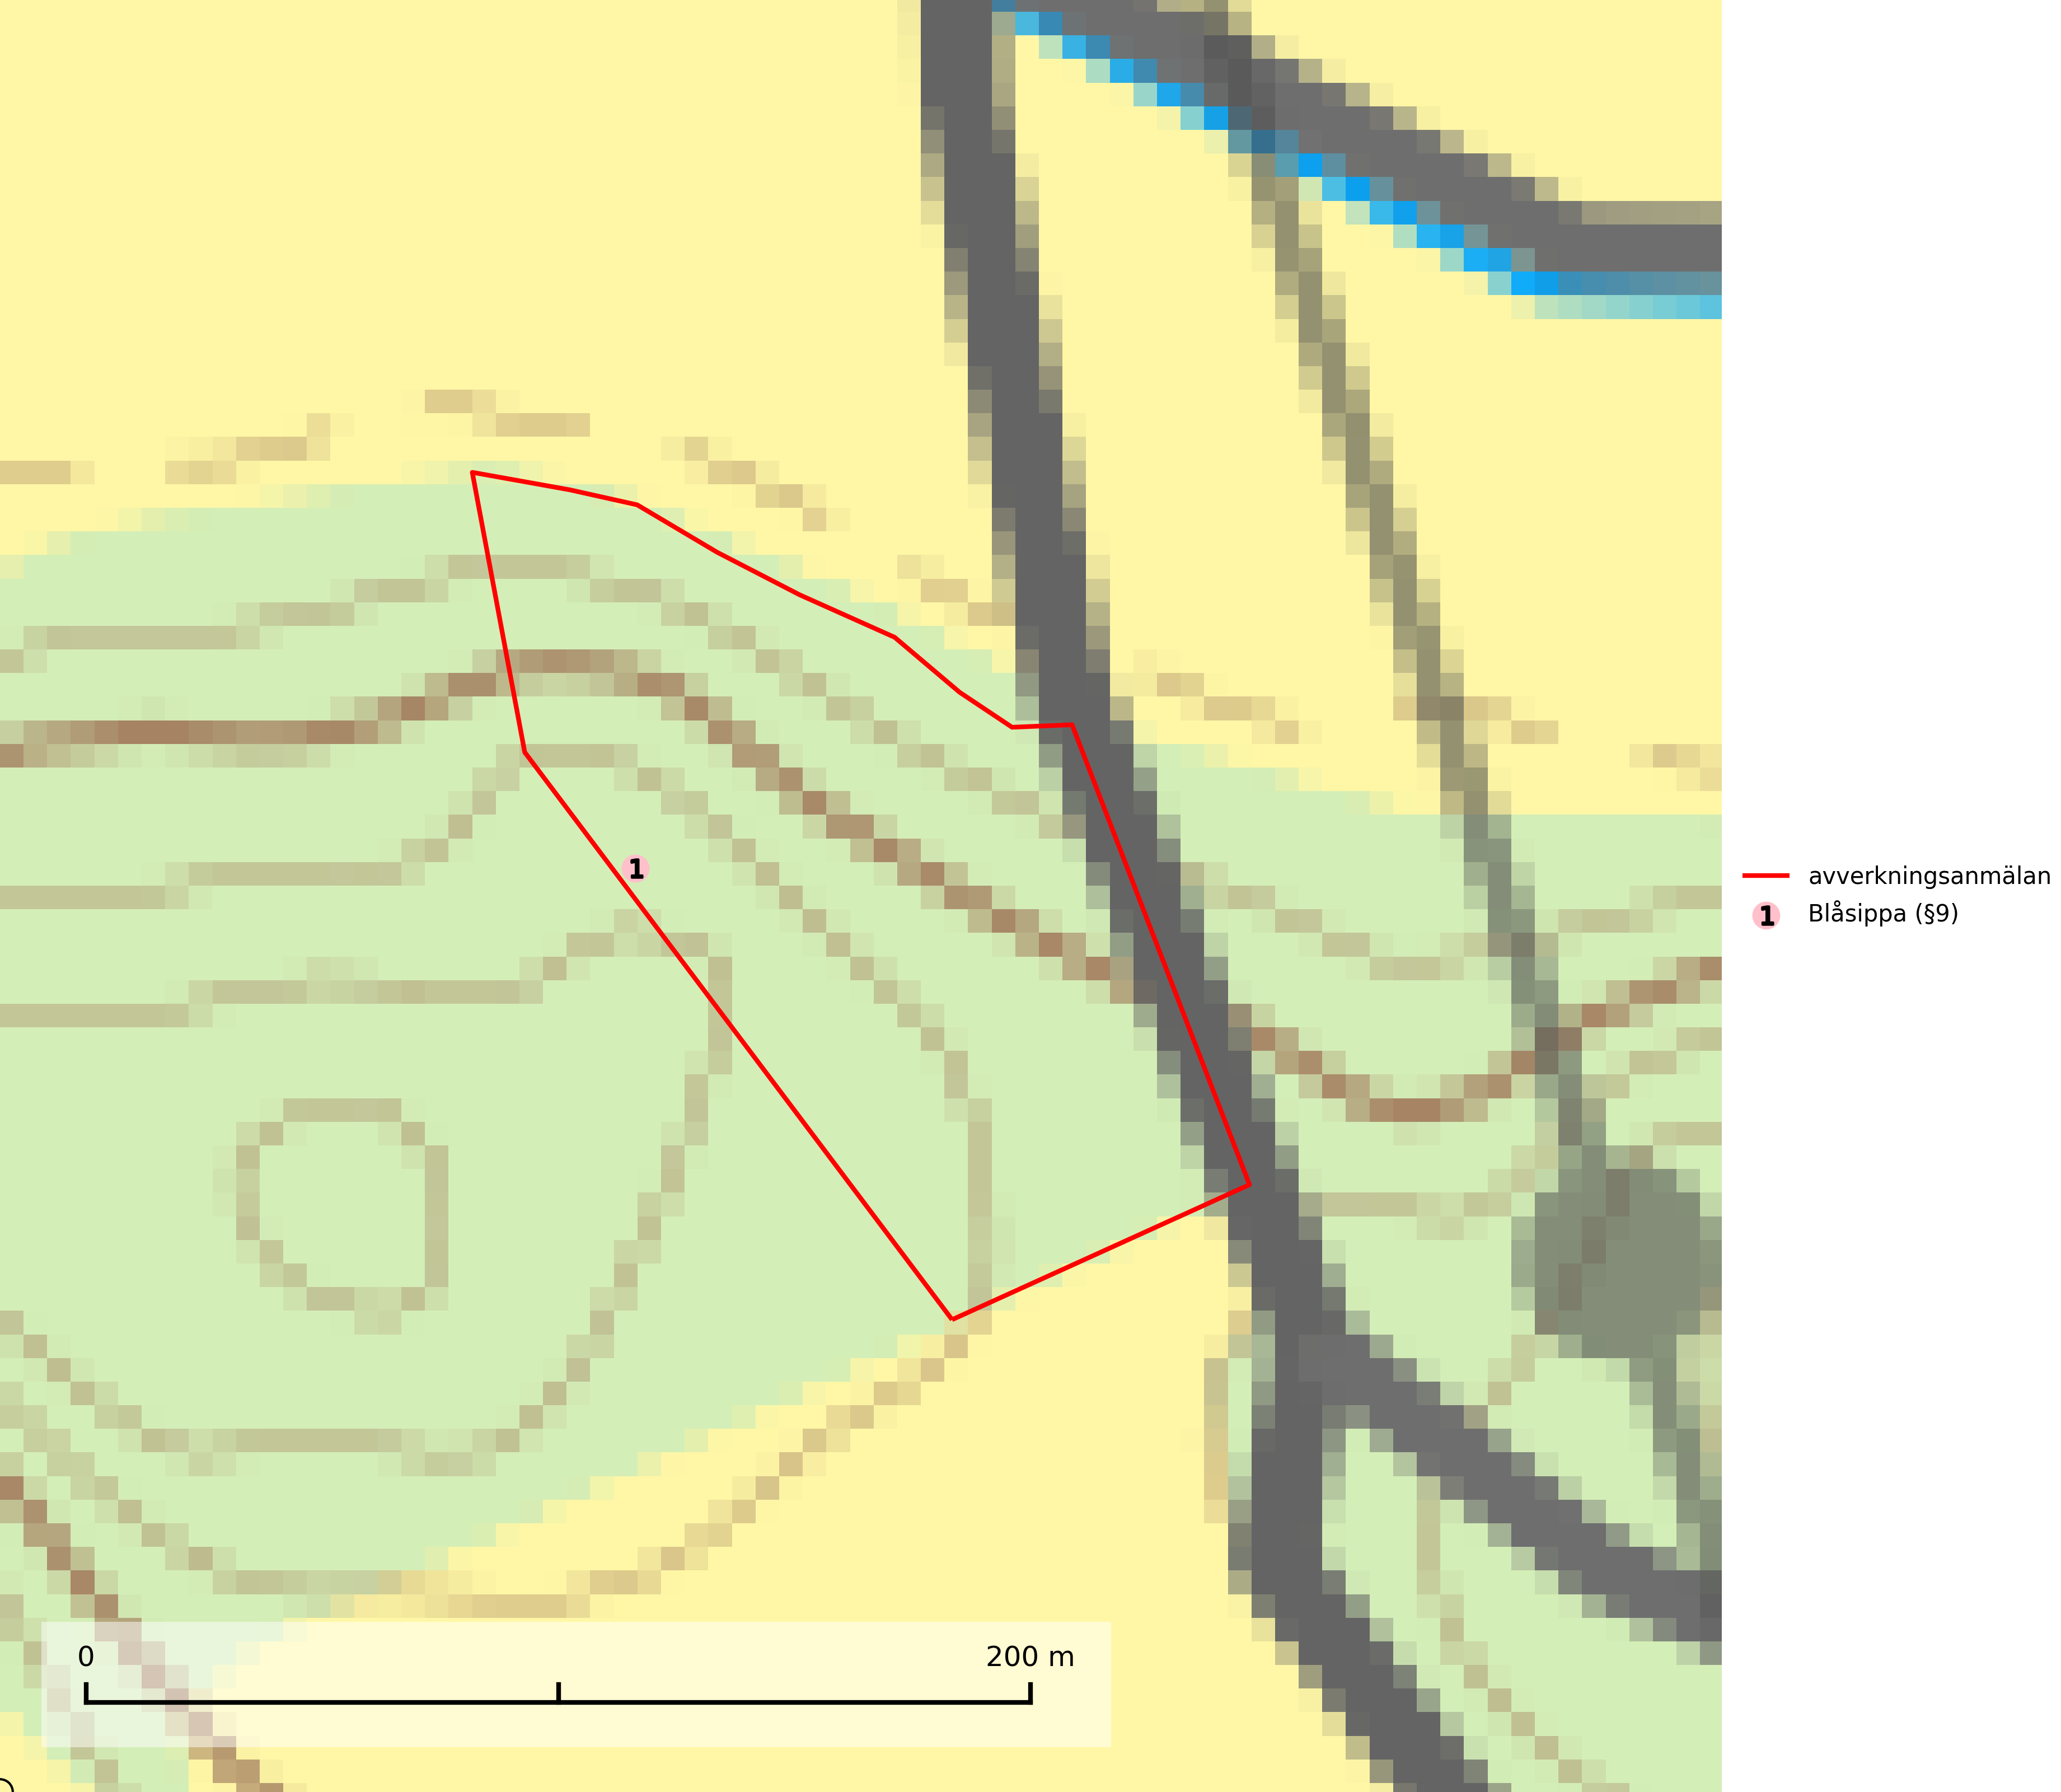 1
avverkningsanmälan
1 Blåsippa (§9)
0 200 m